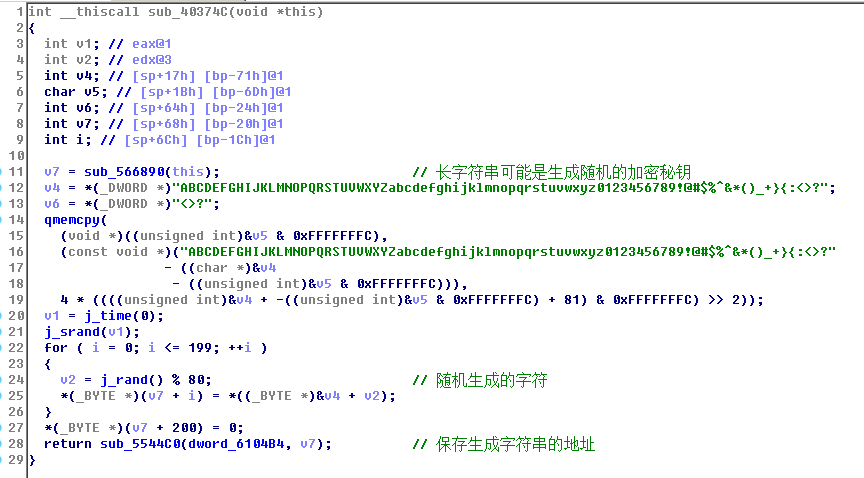 1 int __thiscall sub_40374C(void *this)
2 {
3 int v1; // eax@1
4 int v2; // edx@3
5 int v4; // [sp+17h] [bp-71h]@1
6 char v5; // [sp+1Bh] [bp-6Dh]@1
7 int v6; // [sp+64h] [bp-24h]@1
8 int v7; // [sp+68h] [bp-20h]@1
9 int i; // [sp+6Ch] [bp-1Ch]@1
10
11 v7 = sub_566890(this); // 长字符串可能是生成随机的加密秘钥
12 v4 = *(_DWORD *)"ABCDEFGHIJKLMNOPQRSTUVWXYZabcdefghijklmnopqrstuvwxyz0123456789!@#$%^&*()_+}{:<>?";
13 v6 = *(_DWORD *)"<>?";
14 qmemcpy(
15 (void *)((unsigned int)&v5 & 0xFFFFFFFC),
16 (const void *)("ABCDEFGHIJKLMNOPQRSTUVWXYZabcdefghijklmnopqrstuvwxyz0123456789!@#$%^&*()_+}{:<>?"
17 - ((char *)&v4
18 - ((unsigned int)&v5 & 0xFFFFFFFC))),
19 4 * ((((unsigned int)&v4 + -((unsigned int)&v5 & 0xFFFFFFFC) + 81) & 0xFFFFFFFC) >> 2));
20 v1 = j_time(0);
21 j_srand(v1);
22 for ( i = 0; i <= 199; ++i )
23 {
24 v2 = j_rand() % 80; // 随机生成的字符
25 *(_BYTE *)(v7 + i) = *((_BYTE *)&v4 + v2);
26 }
27 *(_BYTE *)(v7 + 200) = 0;
28 return sub_5544C0(dword_6104B4, v7); // 保存生成字符串的地址
29 }